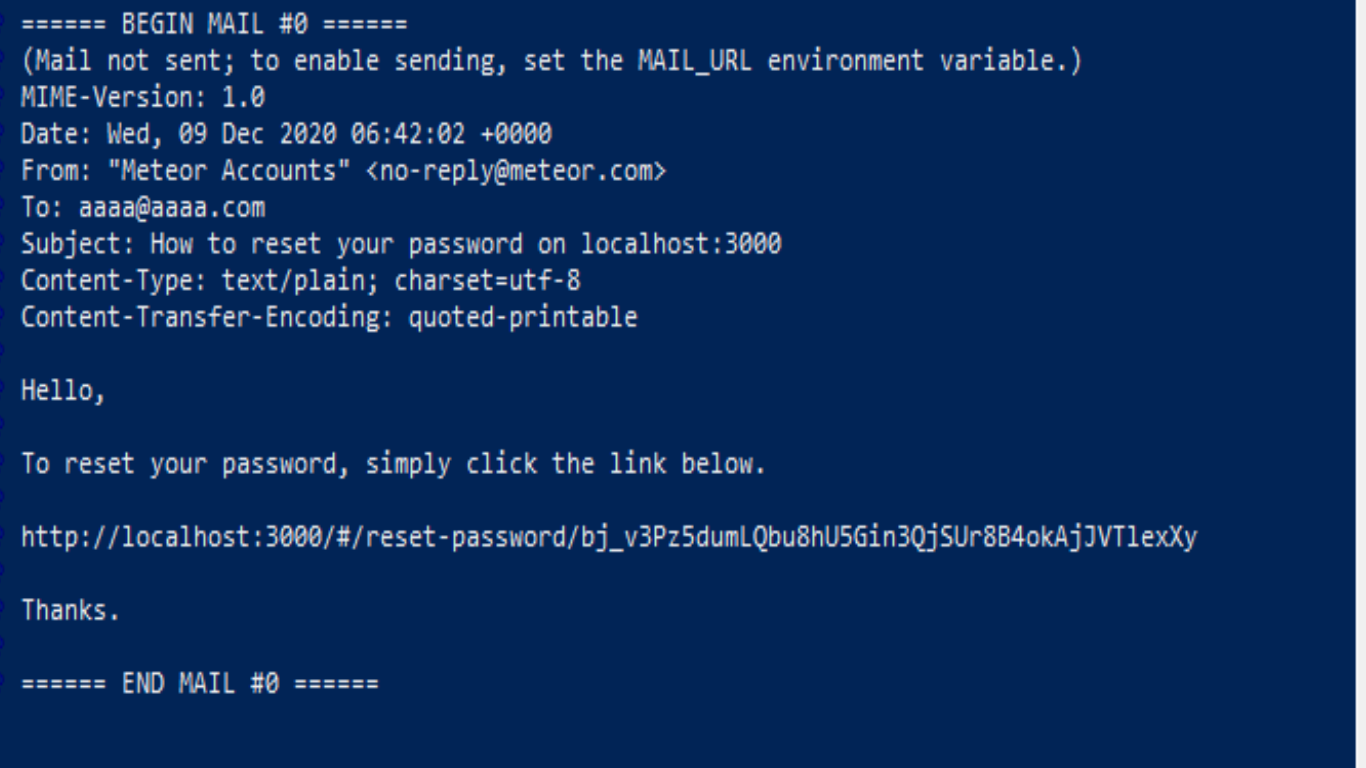 ====== BEGIN MAIL #0 ======
(Mail not sent; to enable sending, set the MAIL_URL environment variable.)
MIME-Version: 1.0
Date: Wed, 09 Dec 2020 06:42:02 +0000
From: "Meteor Accounts" <no-reply@meteor.com>
To: aaaa@aaaa.com
Subject: How to reset your password on localhost:3000
Content-Type: text/plain; charset=utf-8
Content-Transfer-Encoding: quoted-printable
Hello,
To reset your password, simply click the link below.
http://localhost:3000/#/reset-password/bj_v3Pz5dumLQbu8hU5Gin3QjSUr8B4okAjJVTlexXy
Thanks.
====== END MAIL #0 ======